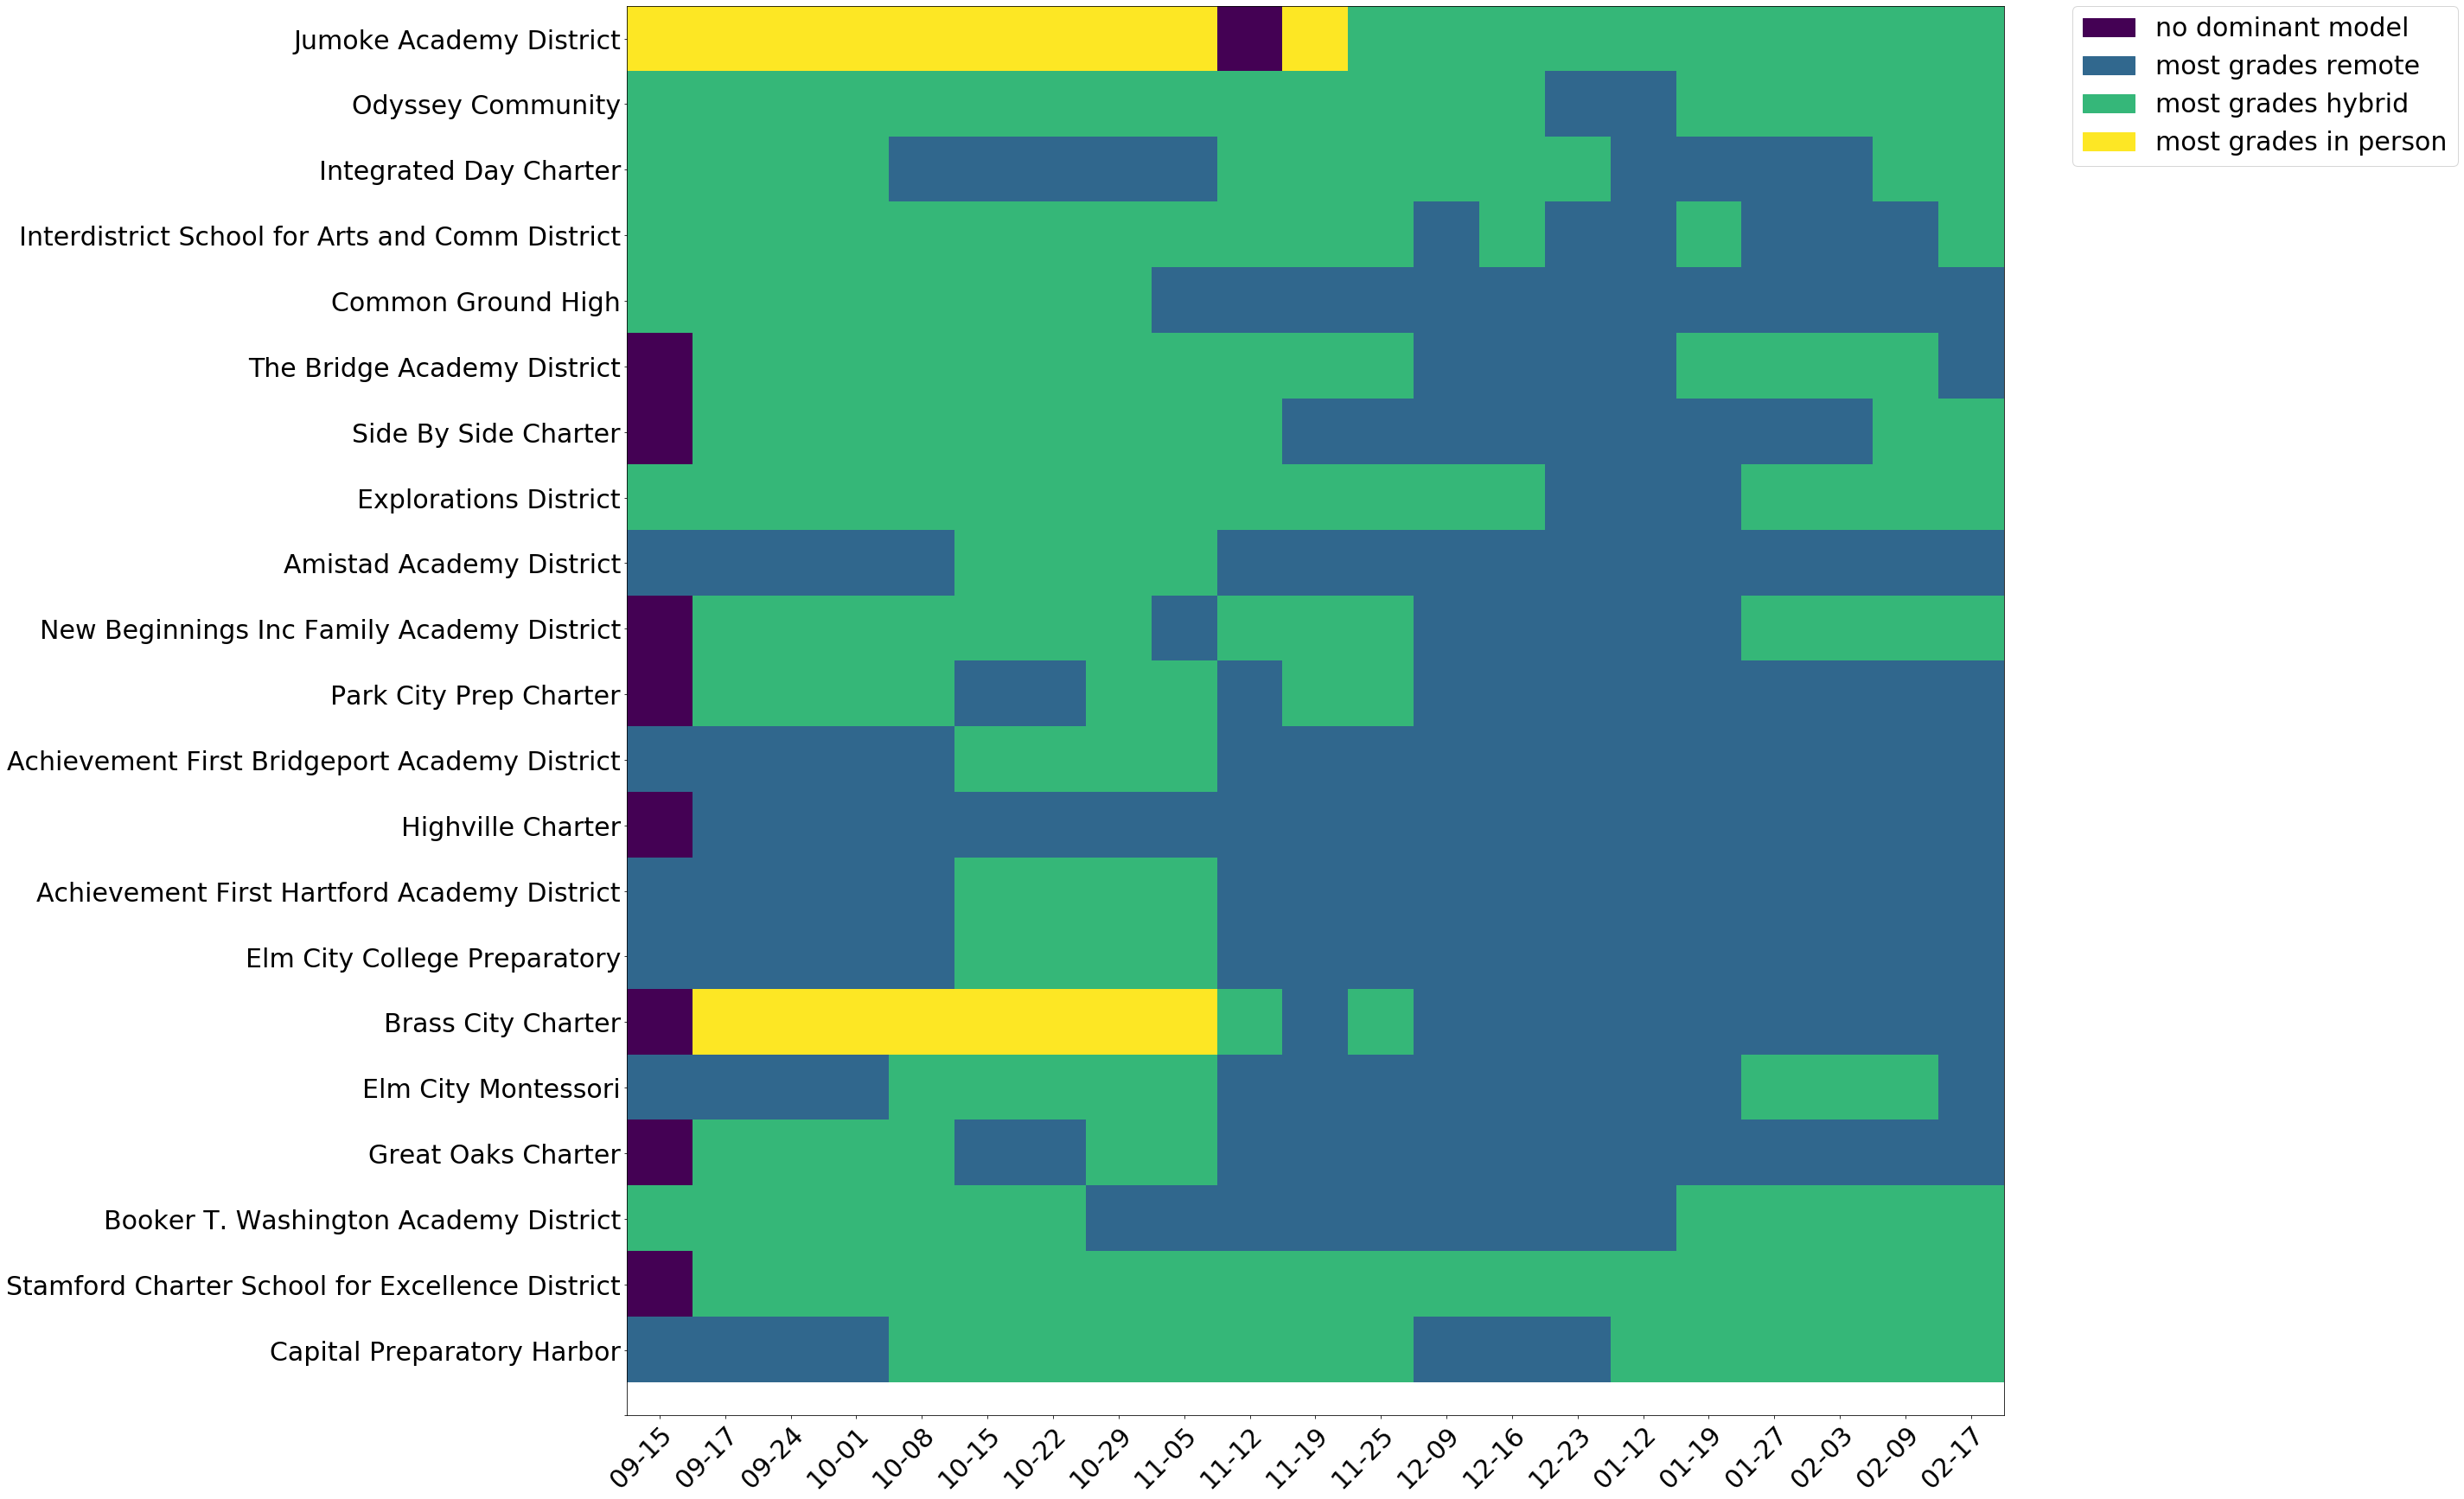 Jumoke Academy District
Odyssey Community
Integrated Day Charter
Interdistrict School for Arts and Comm District
Common Ground High
The Bridge Academy District
Side By Side Charter
Explorations District
Amistad Academy District
New Beginnings Inc Family Academy District
Park City Prep Charter
Achievement First Bridgeport Academy District
Highville Charter
Achievement First Hartford Academy District
Elm City College Preparatory
Brass City Charter
Elm City Montessori
Great Oaks Charter
Booker T. Washington Academy District
Stamford Charter School for Excellence District
Capital Preparatory Harbor
09-15
09-17
09-24
10-01
10-08
10-15
10-22
10-29
11-05
11-12
11-19
11-25
12-09
12-16
12-23
01-12
01-19
01-27
02-03
02-09
02-17
no dominant model
most grades remote
most grades hybrid
most grades in person